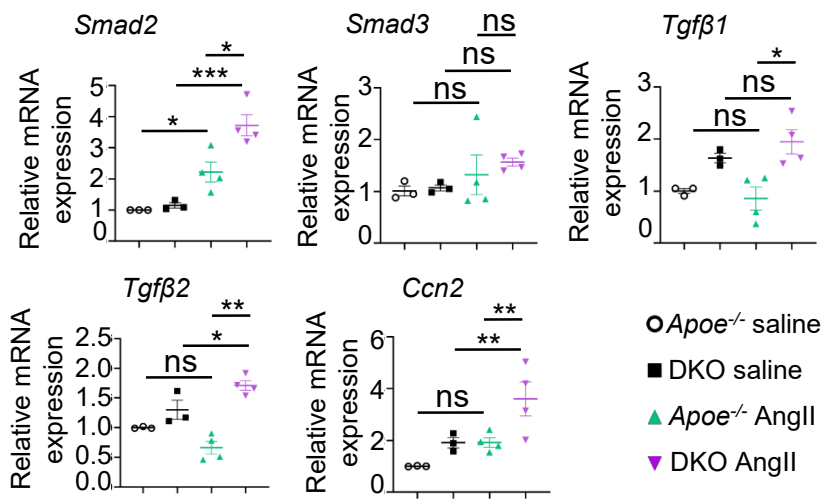 Smad2
Relative mRNA
expression
5
4
3
2
1
0
*
***
*
Smad3
Relative mRNA
expression
3
2
1
0
ns
ns
ns
Tgfβ1
Relative mRNA
expression
3
2
1
0
*
ns
ns
Tgfβ2
Relative mRNA
expression
2.5
2.0
1.5
1.0
0.5
0.0
**
*
ns
Ccn2
Relative mRNA
expression
6
4
2
0
**
**
ns
Apoe-/- saline
DKO saline
Apoe-/- AngII
DKO AngII